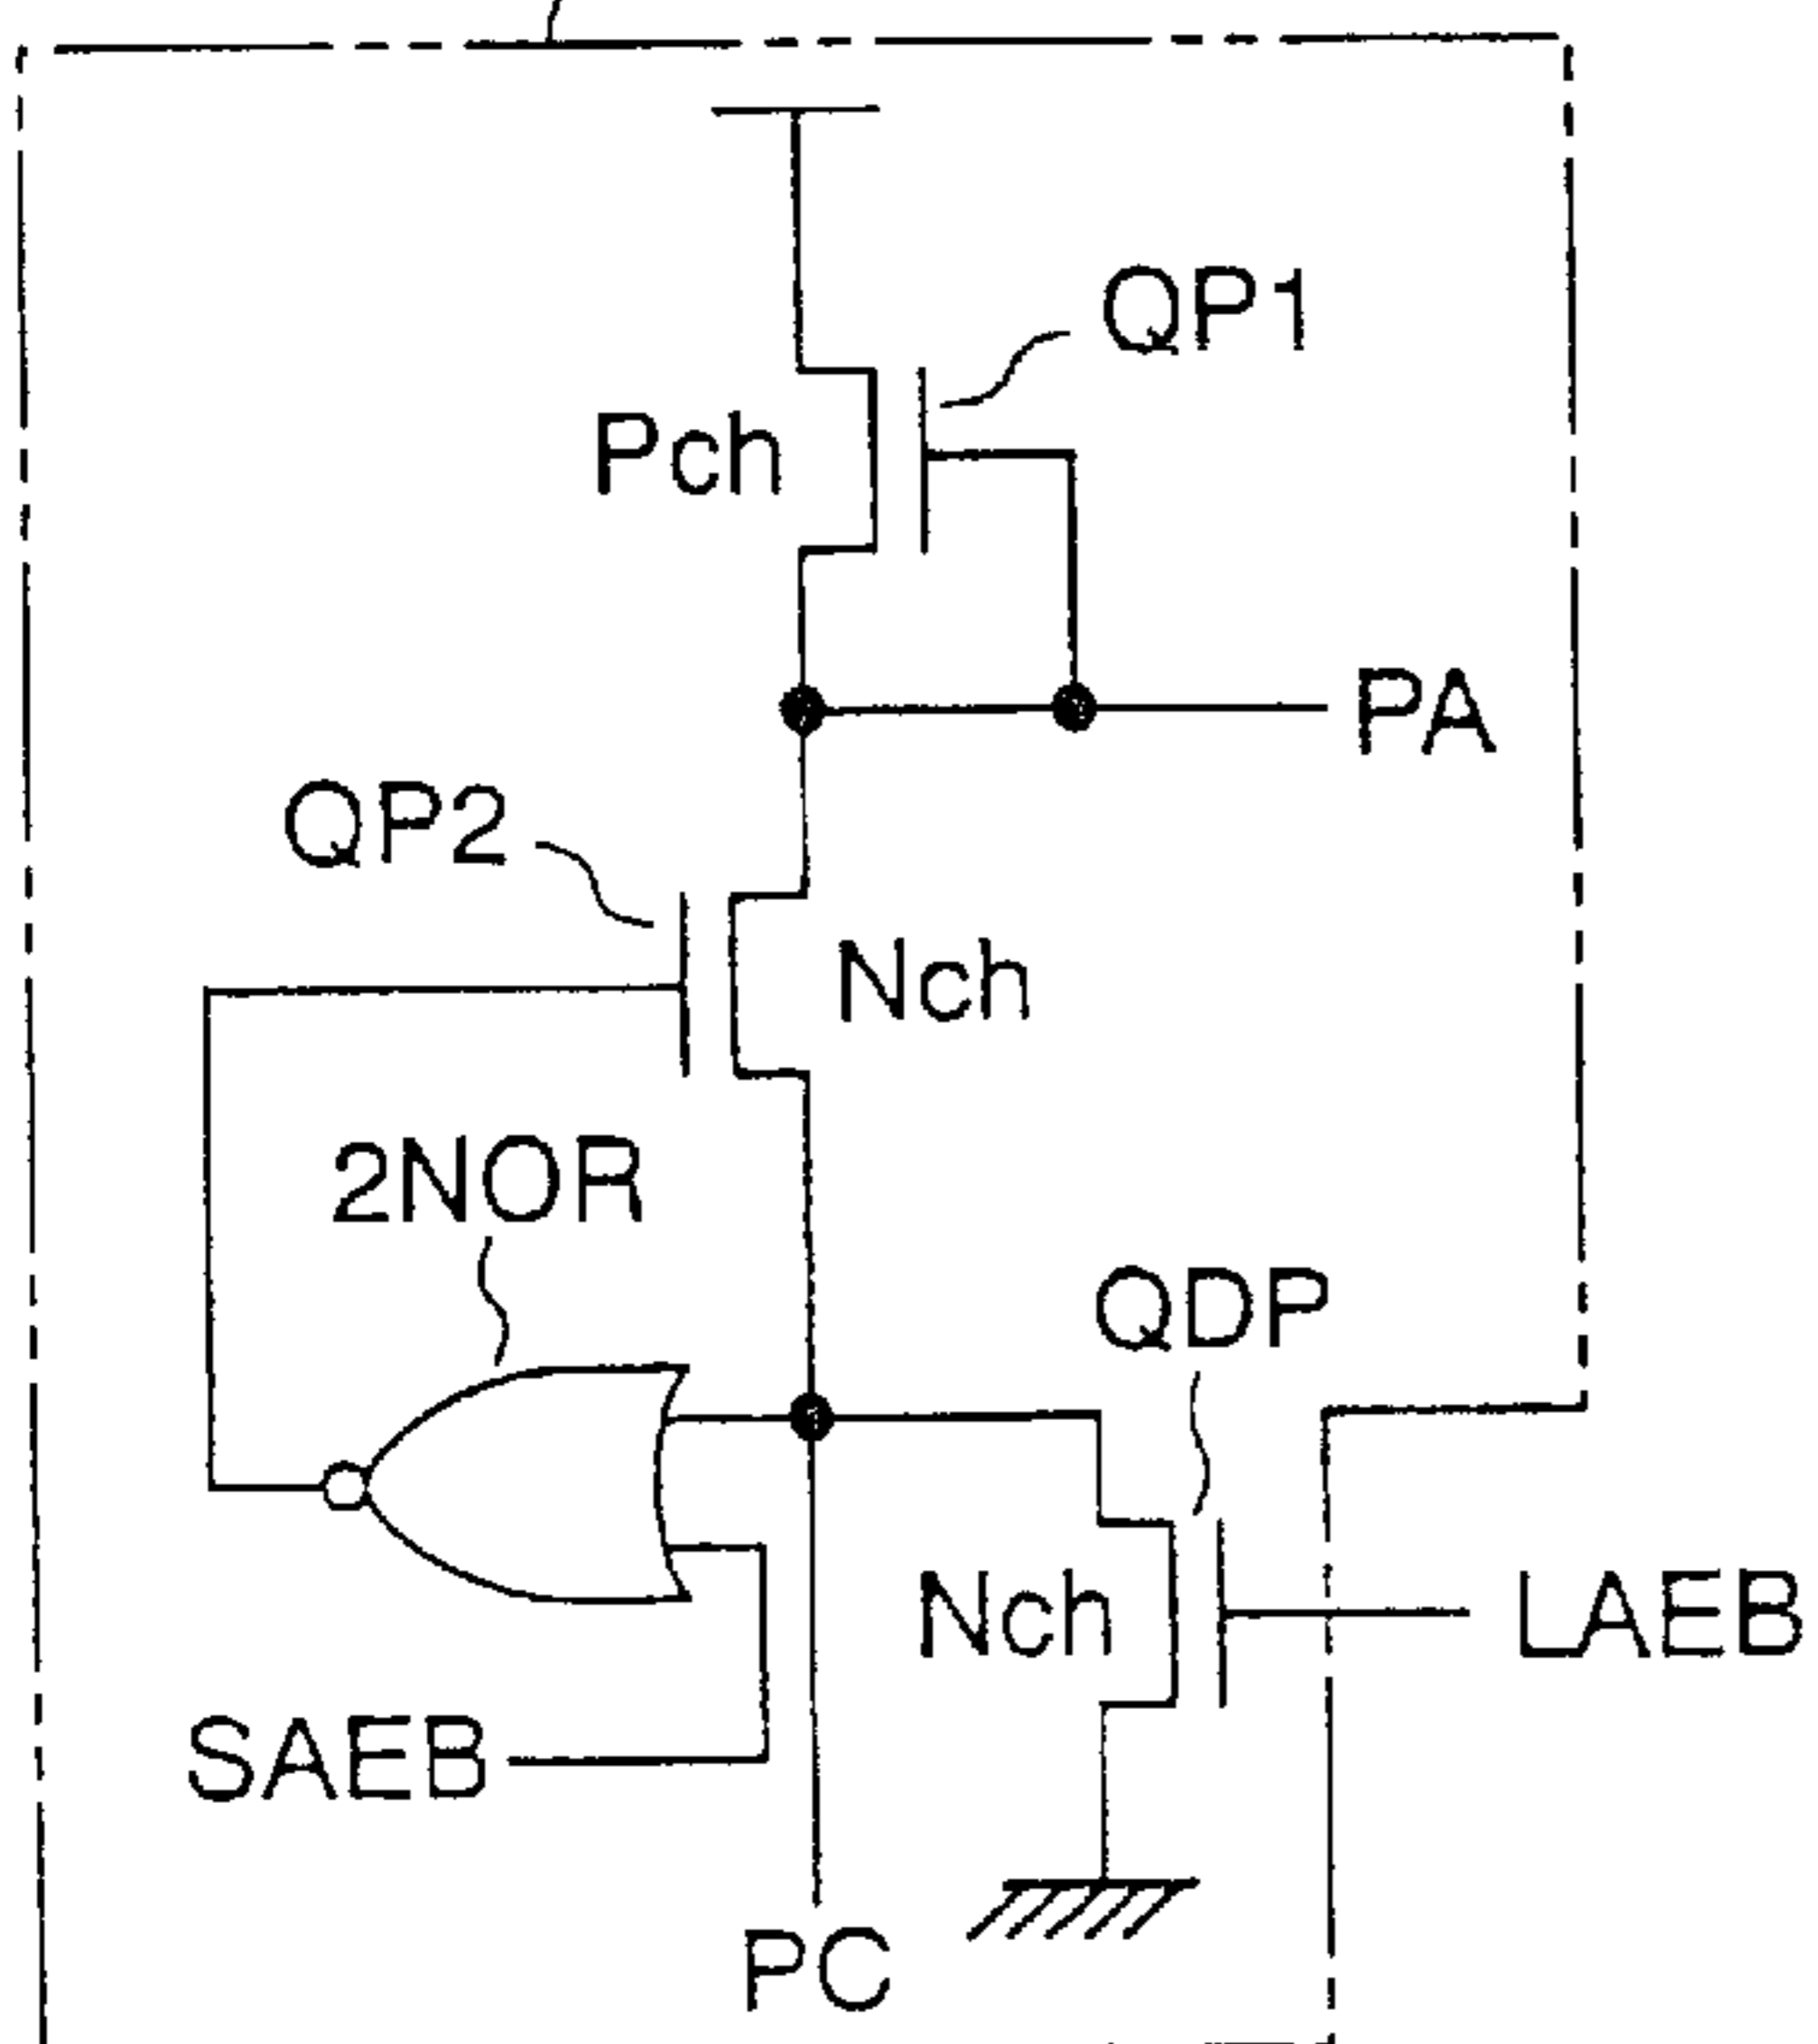 QP1
Pch
PA
QP2
Nch
2NOR
QDP
Nch
LAEB
SAEB
PC